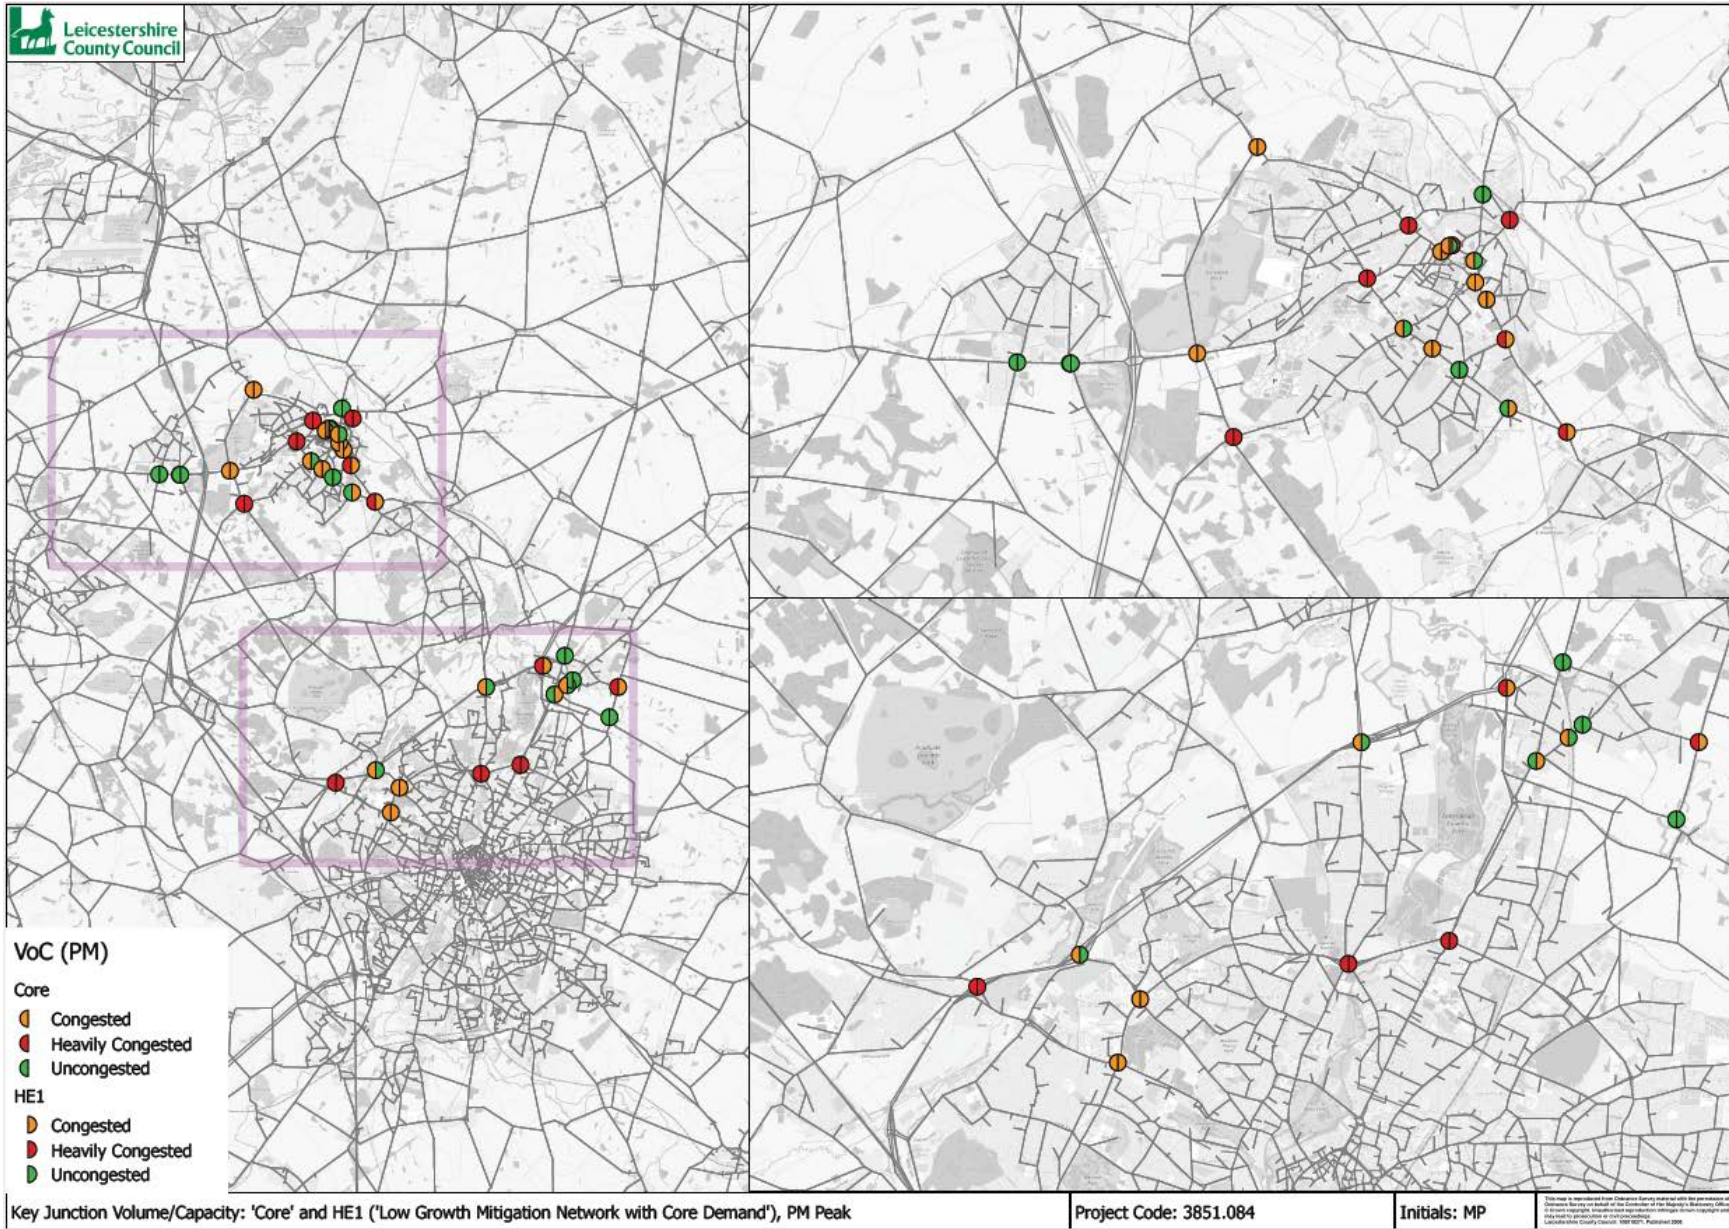 Leicestershire
County Council
VoC (PM)
Core
Congested
Heavily Congested
Uncongested
HE1
Congested
Heavily Congested
Uncongested
Key Junction Volume/Capacity: 'Core' and HE1 ('Low Growth Mitigation Network with Core Demand'), PM Peak
Project Code: 3851.084
Initials: MP